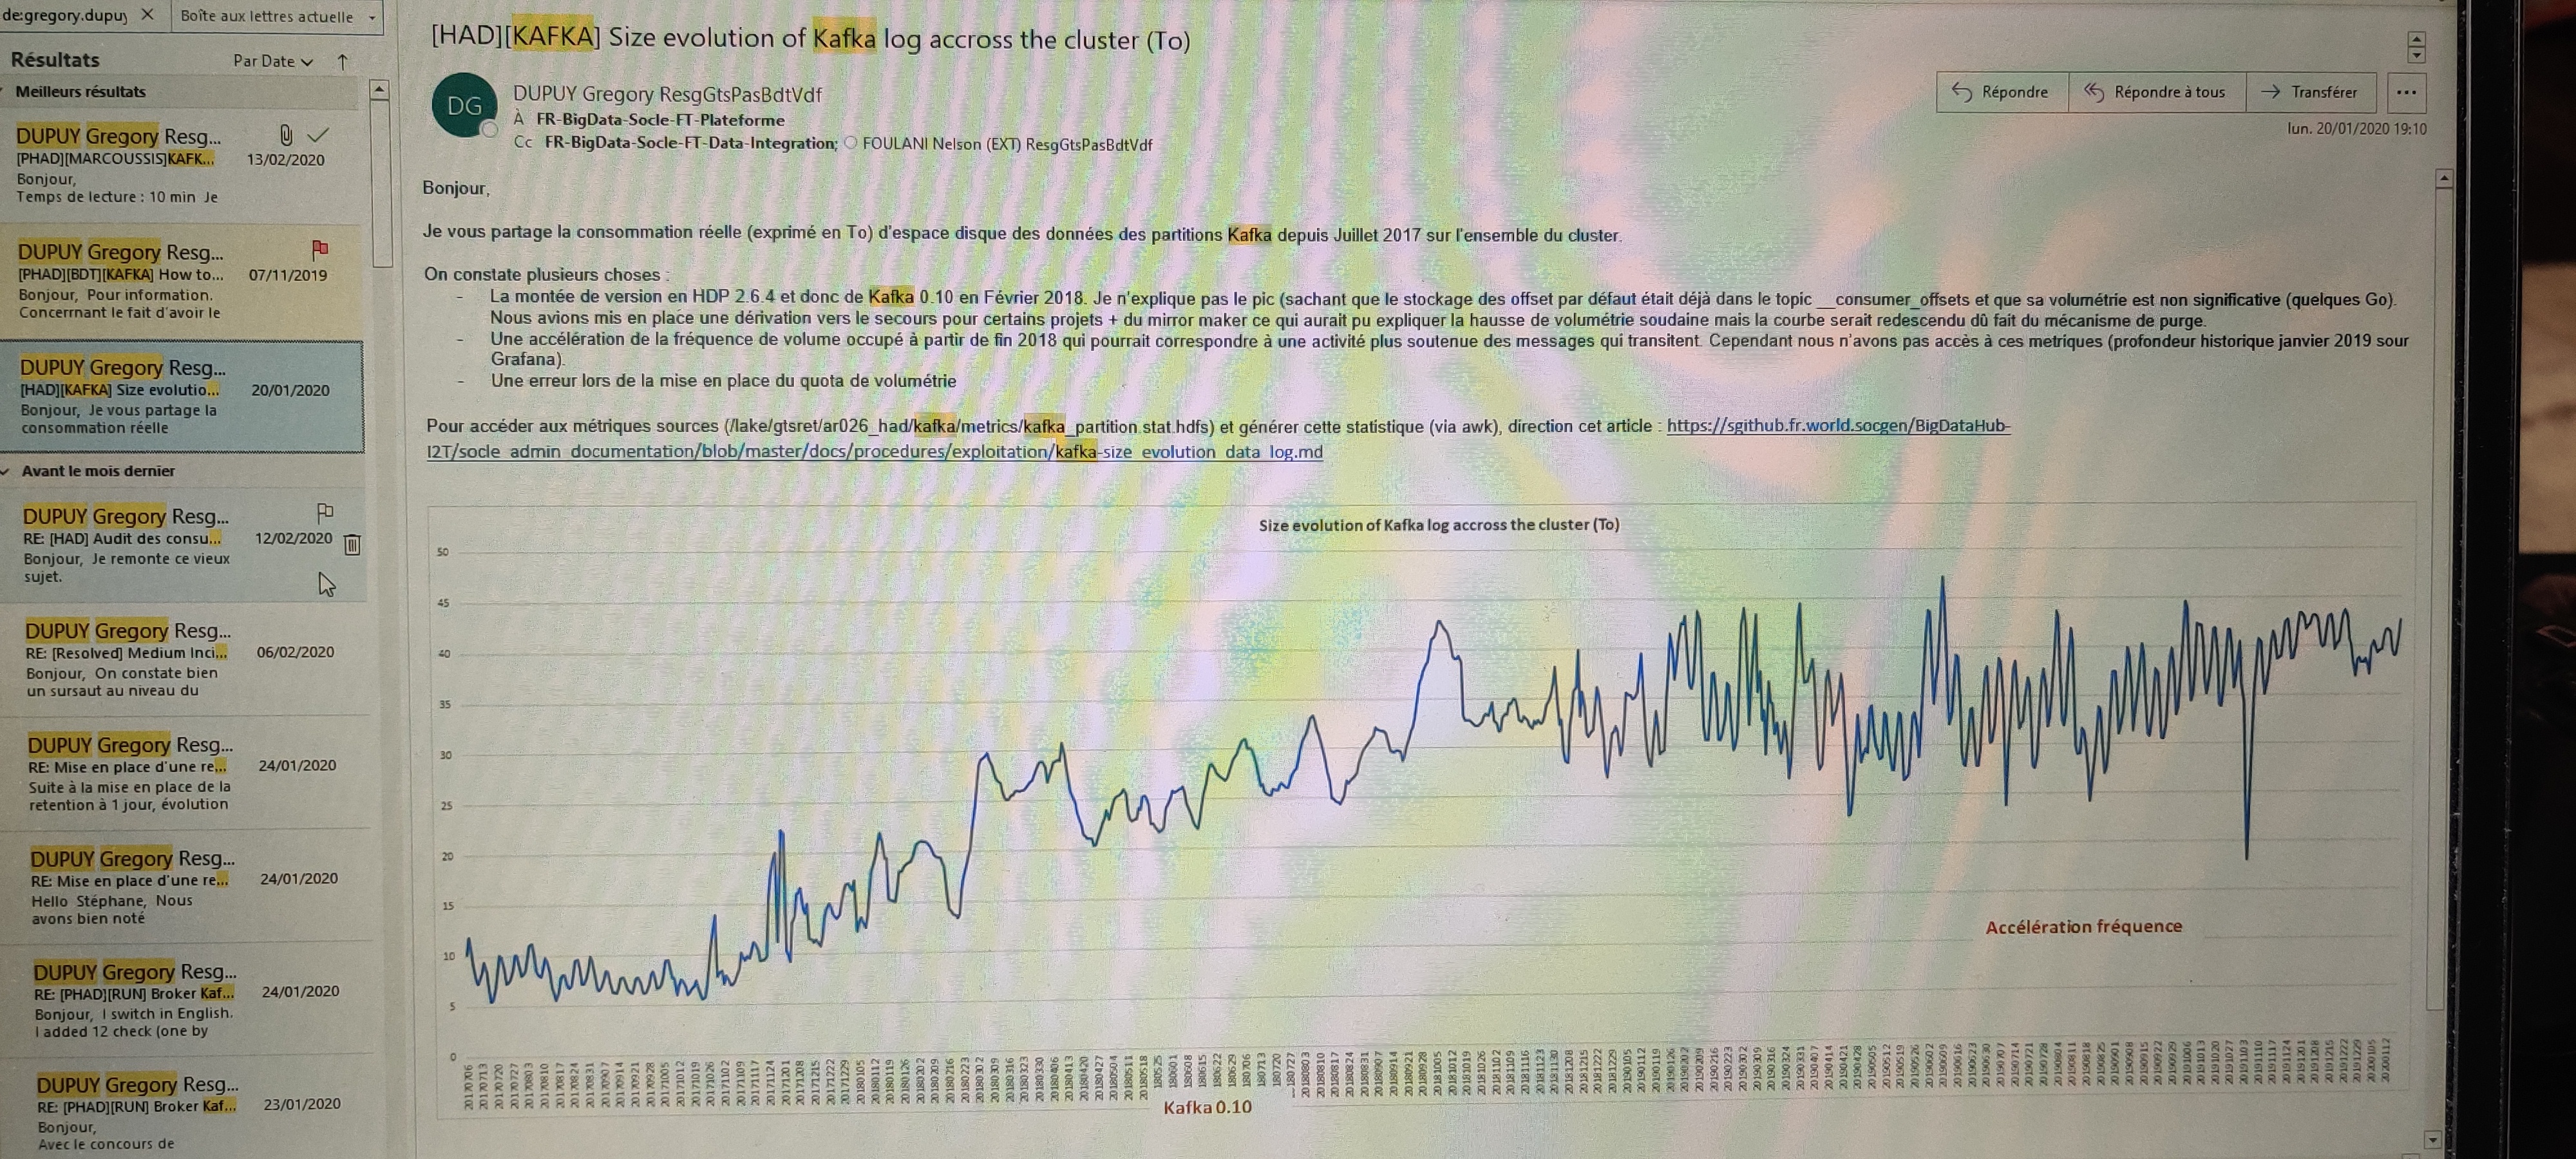 de:gregory.dupuy
Boîte aux lettres actuelle
Résultats
Par Date
Meilleurs résultats
DUPUY Gregory Resg...
[PHAD][MARCOUSSIS]KAFK... 13/02/2020
Bonjour,
Temps de lecture : 10 min Je
DUPUY Gregory Resg...
[PHAD][BDT][KAFKA] How to... 07/11/2019
Bonjour, Pour information.
Concerrnant le fait d'avoir le
DUPUY Gregory Resg...
[HAD][KAFKA] Size evolutio... 20/01/2020
Bonjour, Je vous partage la
consommation réelle
Avant le mois dernier
DUPUY Gregory Resg...
RE: [HAD] Audit des consu... 12/02/2020
Bonjour, Je remonte ce vieux
sujet.
DUPUY Gregory Resg...
RE: [Resolved] Medium Inci... 06/02/2020
Bonjour, On constate bien
un sursaut au niveau du
DUPUY Gregory Resg...
RE: Mise en place d'une re... 24/01/2020
Suite à la mise en place de la
retention à 1 jour, évolution
DUPUY Gregory Resg...
RE: Mise en place d'une re... 24/01/2020
Hello Stéphane, Nous
avons bien noté
DUPUY Gregory Resg...
RE: [PHAD][RUN] Broker Kaf... 24/01/2020
Bonjour, I switch in English.
I added 12 check (one by
DUPUY Gregory Resg...
RE: [PHAD][RUN] Broker Kaf... 23/01/2020
Bonjour,
Avec le concours de
[HAD][KAFKA] Size evolution of Kafka log accross the cluster (To)
DG
DUPUY Gregory ResgGtsPasBdtVdf
À FR-BigData-Socle-FT-Plateforme
Cc FR-BigData-Socle-FT-Data-Integration; FOULANI Nelson (EXT) ResgGtsPasBdtVdf
Répondre
Répondre à tous
Transférer
lun. 20/01/2020 19:10
Bonjour,
Je vous partage la consommation réelle (exprimé en To) d'espace disque des données des partitions Kafka depuis Juillet 2017 sur l'ensemble du cluster.
On constate plusieurs choses :
- La montée de version en HDP 2.6.4 et donc de Kafka 0.10 en Février 2018. Je n'explique pas le pic (sachant que le stockage des offset par défaut était déjà dans le topic __consumer_offsets et que sa volumétrie est non significative (quelques Go).
Nous avions mis en place une dérivation vers le secours pour certains projets + du mirror maker ce qui aurait pu expliquer la hausse de volumétrie soudaine mais la courbe serait redescendu dû fait du mécanisme de purge.
- Une accélération de la fréquence de volume occupé à partir de fin 2018 qui pourrait correspondre à une activité plus soutenue des messages qui transitent. Cependant nous n'avons pas accès à ces metriques (profondeur historique janvier 2019 sour
Grafana).
- Une erreur lors de la mise en place du quota de volumétrie
Pour accéder aux métriques sources (/lake/gtsret/ar026_had/kafka/metrics/kafka_partition.stat.hdfs) et générer cette statistique (via awk), direction cet article : https://sgithub.fr.world.socgen/BigDataHub-
I2T/socle_admin_documentation/blob/master/docs/procedures/exploitation/kafka-size_evolution_data_log.md
Size evolution of Kafka log accross the cluster (To)
50
45
40
35
30
25
20
15
10
5
0
Accélération fréquence
Kafka 0.10